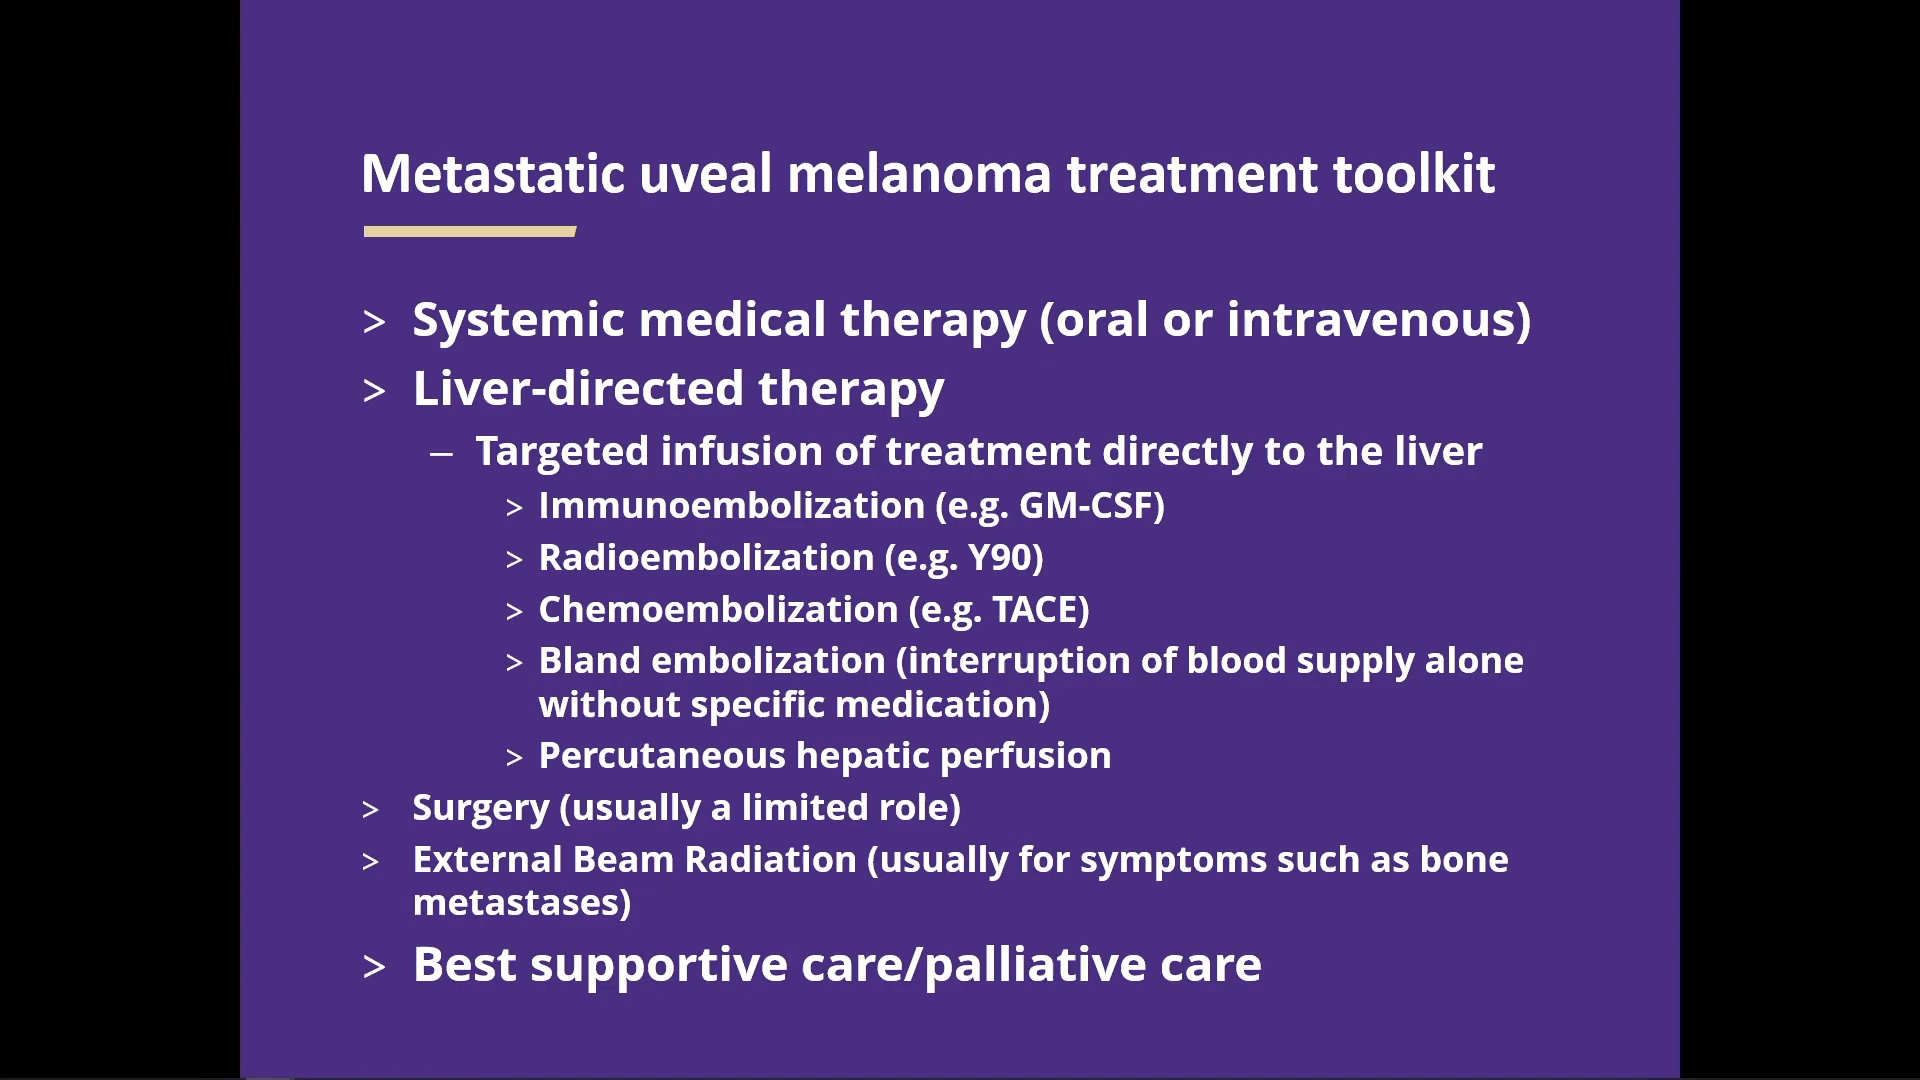 Metastatic uveal melanoma treatment toolkit
> Systemic medical therapy (oral or intravenous)
> Liver-directed therapy
– Targeted infusion of treatment directly to the liver
> Immunoembolization (e.g. GM-CSF)
> Radioembolization (e.g. Y90)
> Chemoembolization (e.g. TACE)
> Bland embolization (interruption of blood supply alone
without specific medication)
> Percutaneous hepatic perfusion
> Surgery (usually a limited role)
> External Beam Radiation (usually for symptoms such as bone
metastases)
> Best supportive care/palliative care